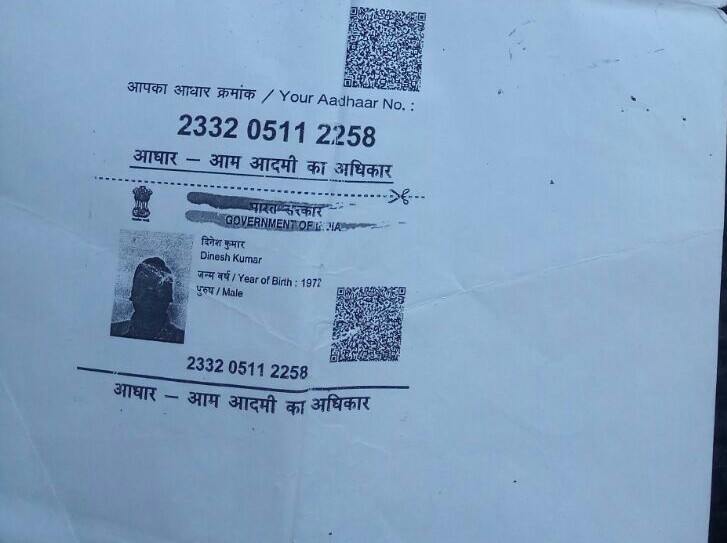 आपका आधार क्रमांक / Your Aadhaar No. :
2332 0511 2258
आधार – आम आदमी का अधिकार
भारत सरकार
GOVERNMENT OF INDIA
दिनेश कुमार
Dinesh Kumar
जन्म वर्ष / Year of Birth : 1972
पुरुष / Male
2332 0511 2258
आधार – आम आदमी का अधिकार